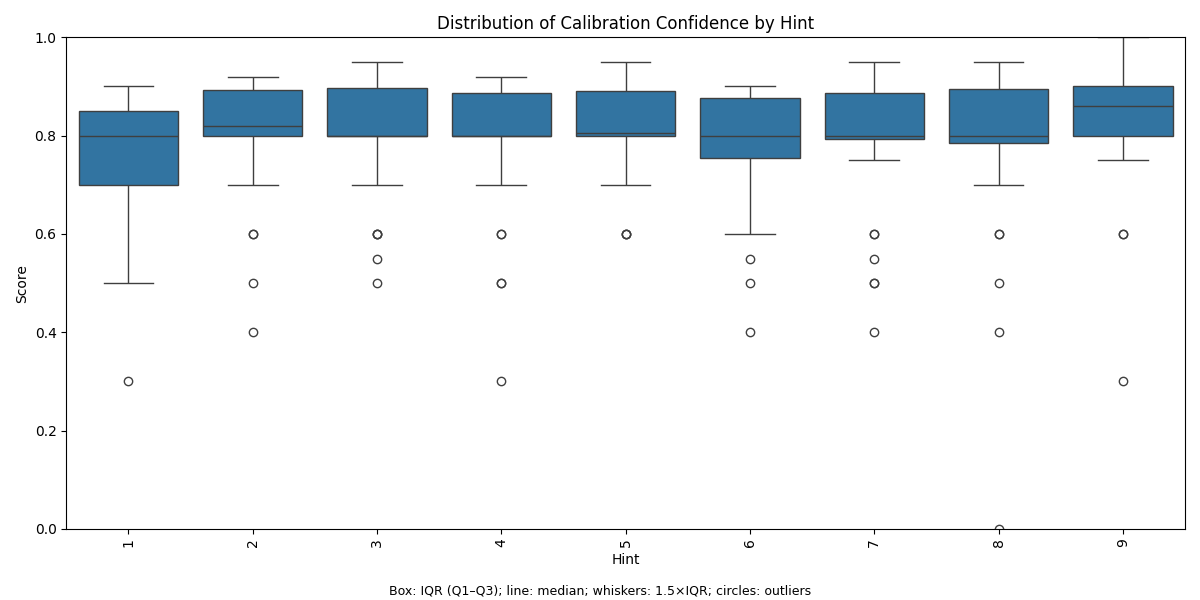 Distribution of Calibration Confidence by Hint
Score
1.0
0.8
0.6
0.4
0.2
0.0
1 2 3 4 5 6 7 8 9
Hint
Box: IQR (Q1–Q3); line: median; whiskers: 1.5×IQR; circles: outliers